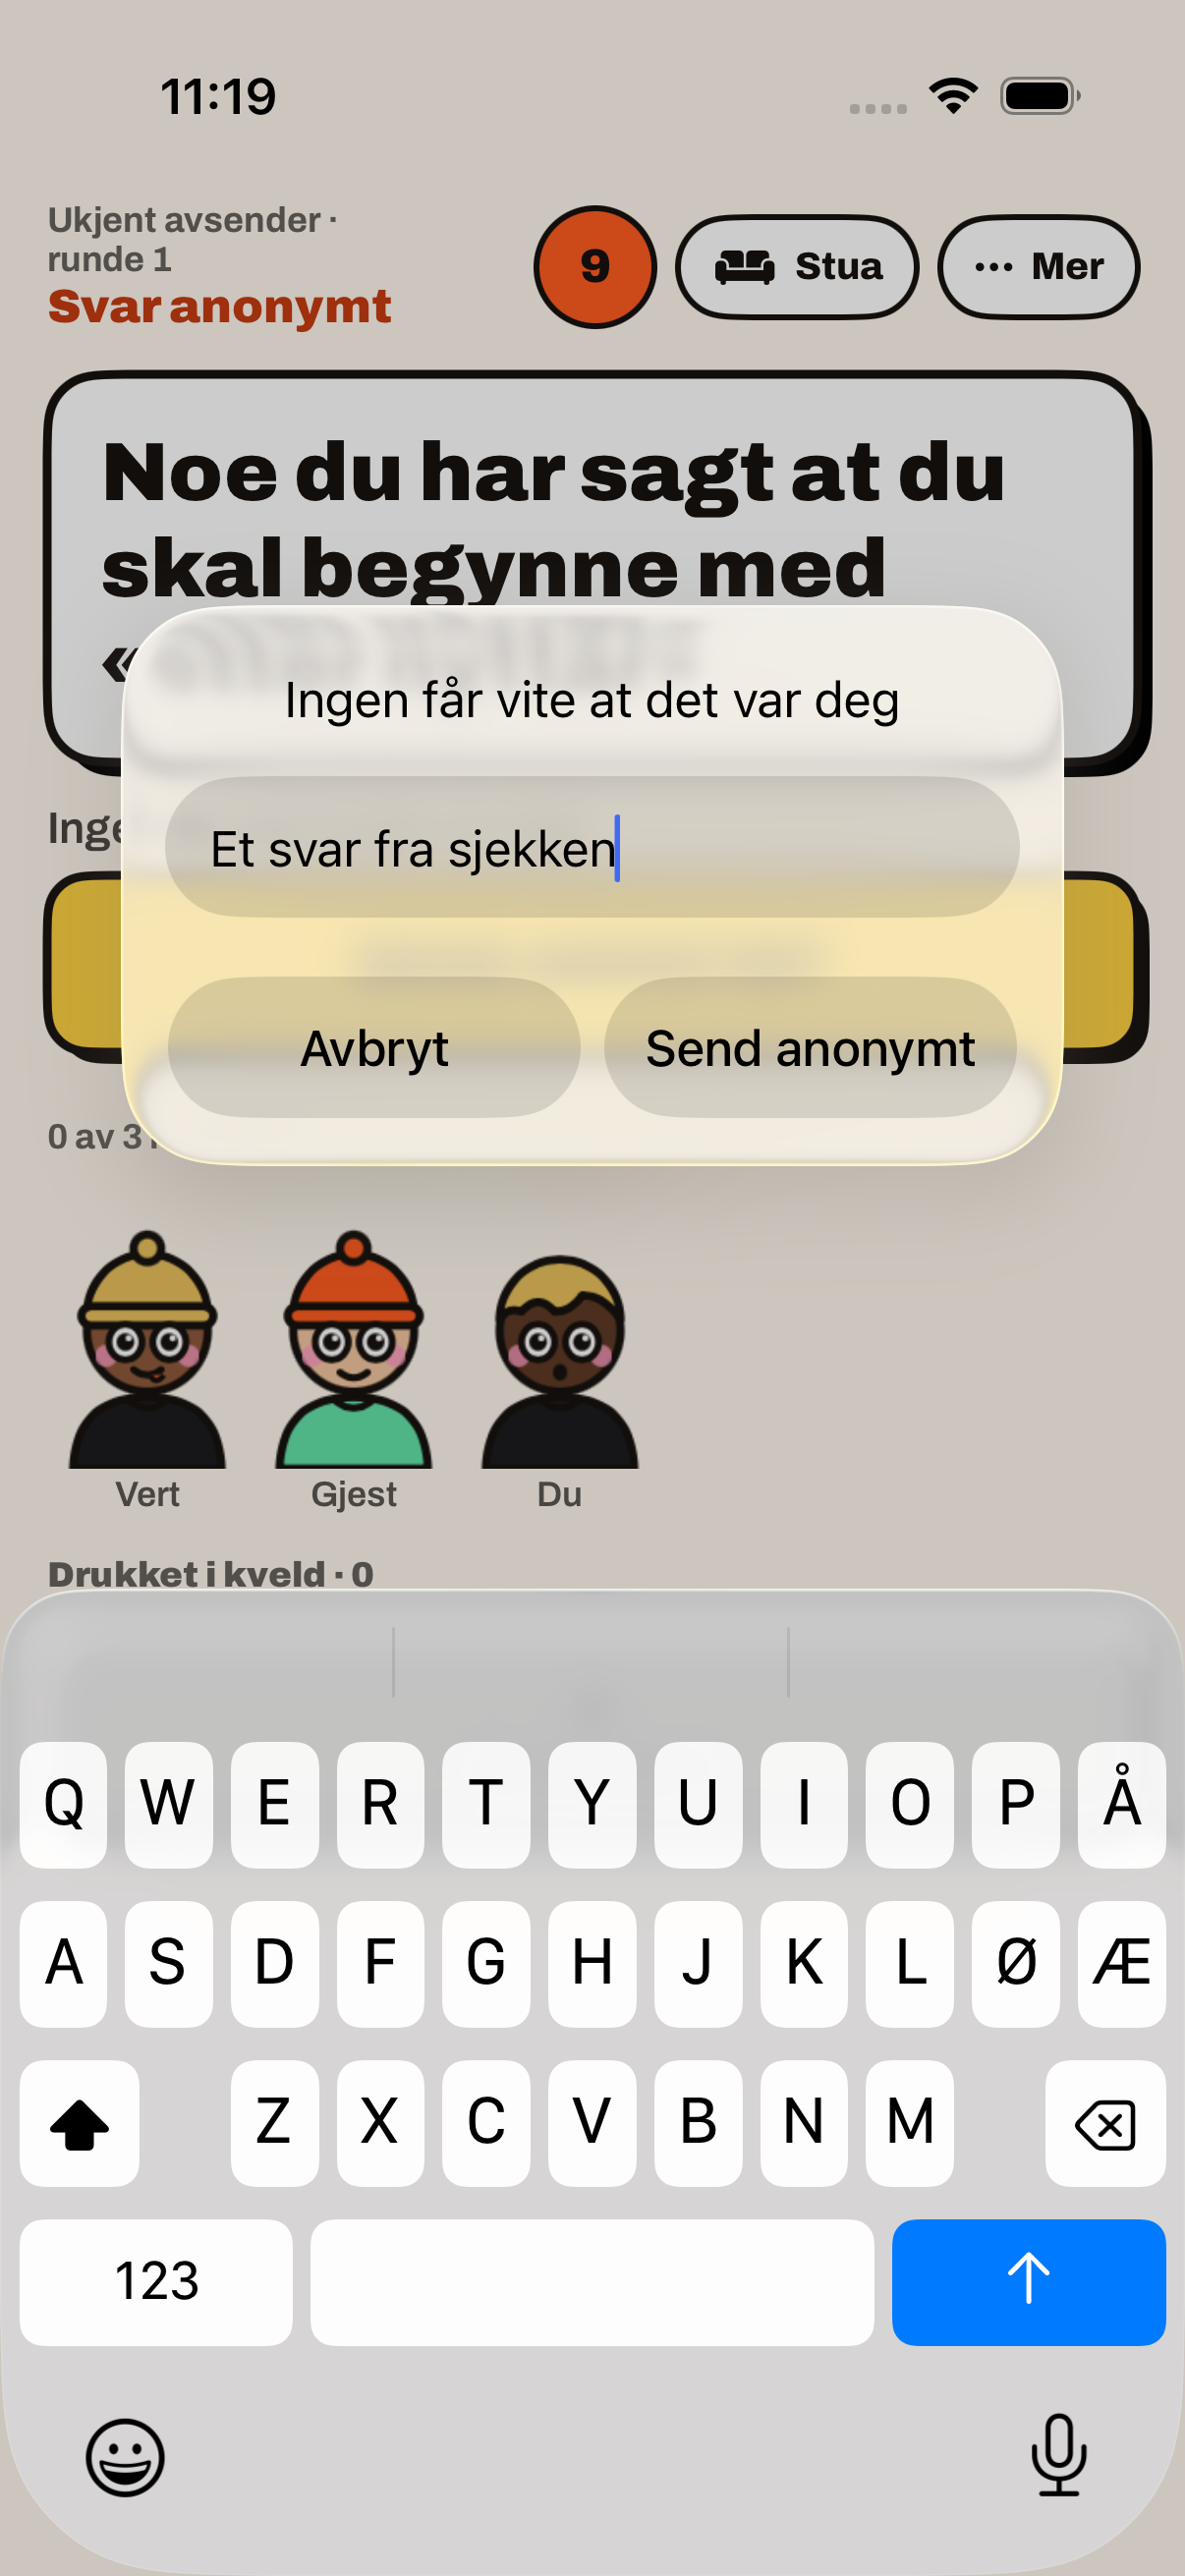 11:19
Ukjent avsender ·
runde 1
Svar anonymt
9
Stua
Mer
Noe du har sagt at du
skal begynne med
«
Ingen får vite at det var deg
Et svar fra sjekken
Avbryt
Send anonymt
0 av 3
Vert
Gjest
Du
Drukket i kveld · 0
Q W E R T Y U I O P Å
A S D F G H J K L Ø Æ
Z X C V B N M
123